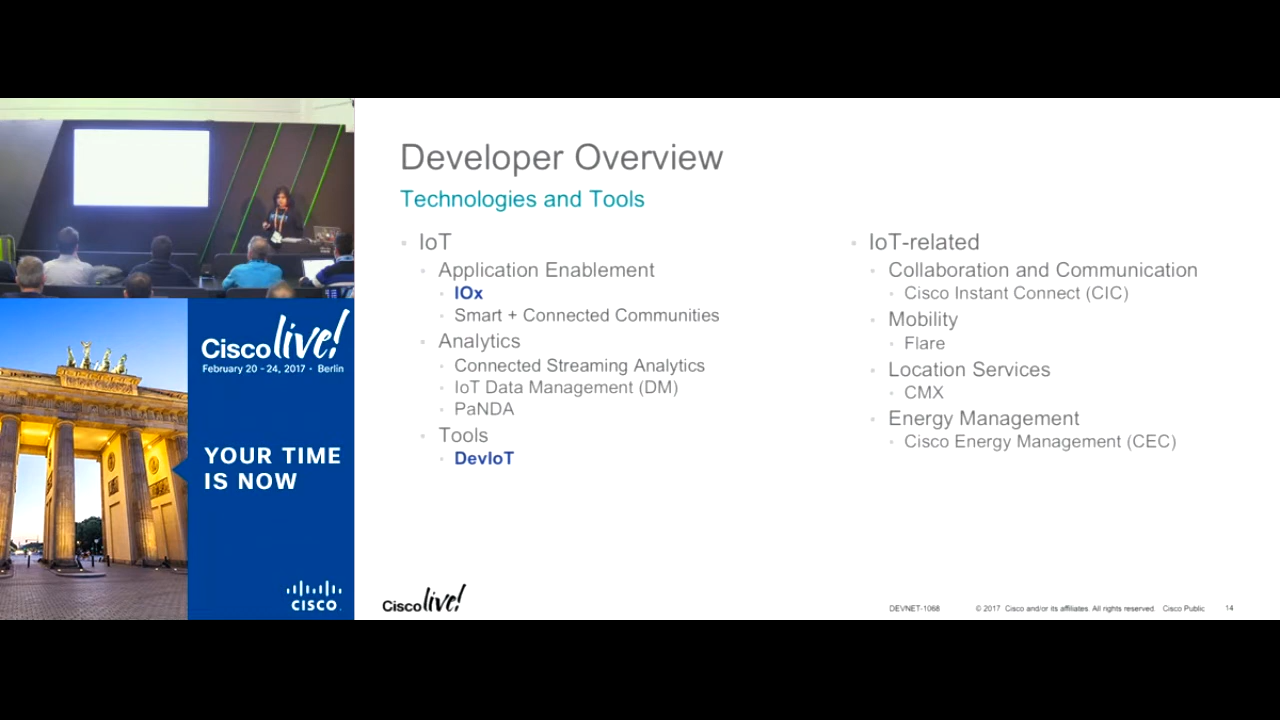 Cisco live!
February 20 - 24, 2017 • Berlin
YOUR TIME
IS NOW
CISCO
Developer Overview
Technologies and Tools
IoT
Application Enablement
IOx
Smart + Connected Communities
Analytics
Connected Streaming Analytics
IoT Data Management (DM)
PaNDA
Tools
DevIoT
IoT-related
Collaboration and Communication
Cisco Instant Connect (CIC)
Mobility
Flare
Location Services
CMX
Energy Management
Cisco Energy Management (CEC)
Cisco live!
DEVNET-1068 © 2017 Cisco and/or its affiliates. All rights reserved. Cisco Public 14